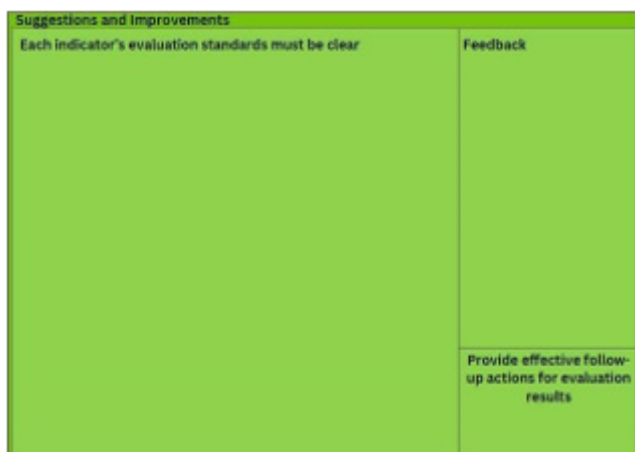 Suggestions and Improvements
Each indicator's evaluation standards must be clear
Feedback
Provide effective follow-
up actions for evaluation
results